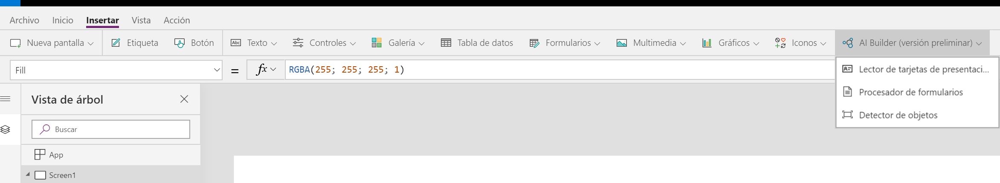 Archivo Inicio Insertar Vista Acción
Nueva pantalla Etiqueta Botón Abc Texto Controles Galería Tabla de datos Formularios Multimedia Gráficos Iconos AI Builder (versión preliminar)
Fill = fx RGBA(255; 255; 255; 1)
Lector de tarjetas de presentaci...
Procesador de formularios
Detector de objetos
Vista de árbol
Buscar
App
Screen1